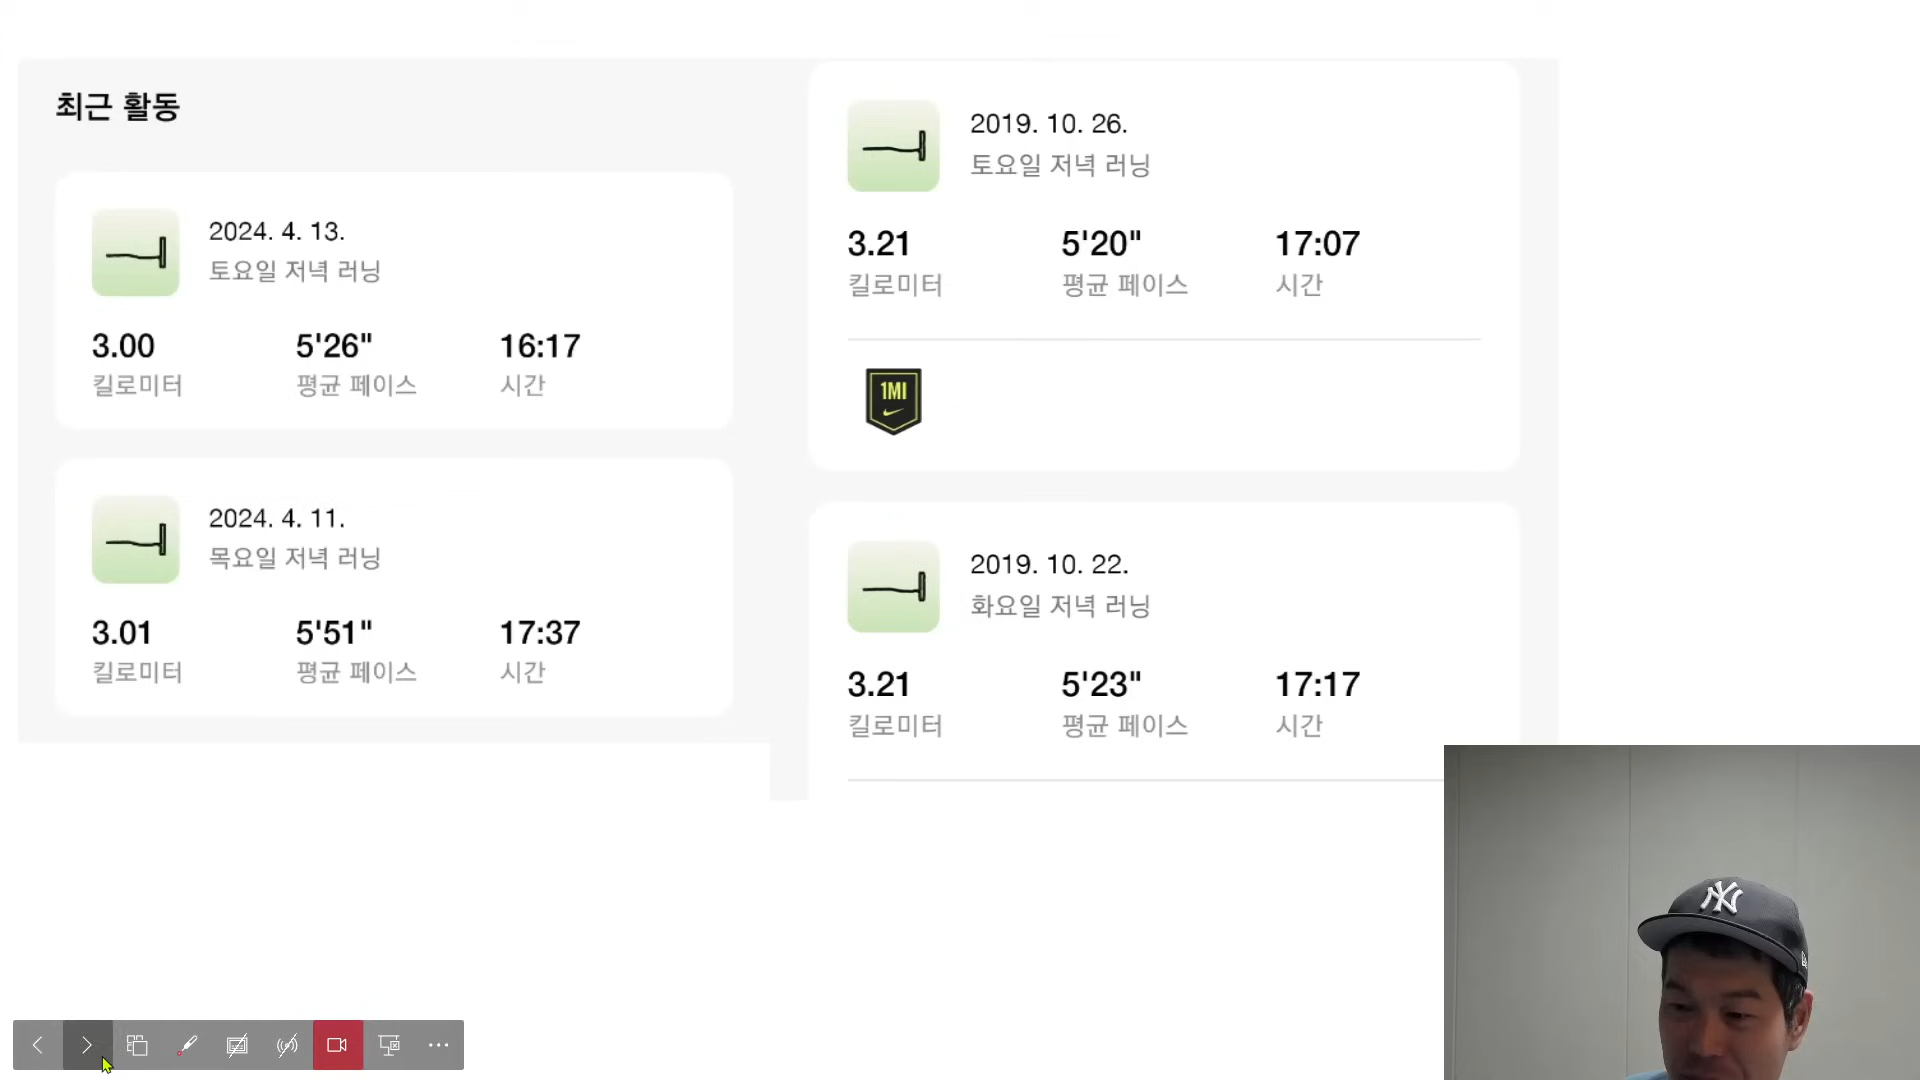 최근 활동
2024. 4. 13.
토요일 저녁 러닝
3.00 5'26" 16:17
킬로미터 평균 페이스 시간
2024. 4. 11.
목요일 저녁 러닝
3.01 5'51" 17:37
킬로미터 평균 페이스 시간
2019. 10. 26.
토요일 저녁 러닝
3.21 5'20" 17:07
킬로미터 평균 페이스 시간
1MI
2019. 10. 22.
화요일 저녁 러닝
3.21 5'23" 17:17
킬로미터 평균 페이스 시간
NY